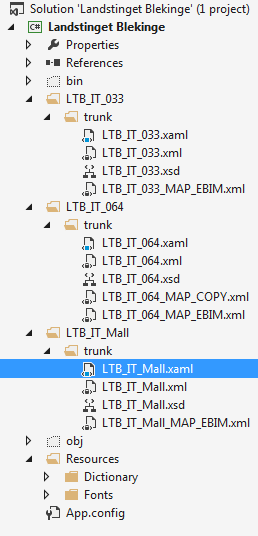 Solution 'Landstinget Blekinge' (1 project)
C# Landstinget Blekinge
Properties
References
bin
LTB_IT_033
trunk
LTB_IT_033.xaml
LTB_IT_033.xml
LTB_IT_033.xsd
LTB_IT_033_MAP_EBIM.xml
LTB_IT_064
trunk
LTB_IT_064.xaml
LTB_IT_064.xml
LTB_IT_064.xsd
LTB_IT_064_MAP_COPY.xml
LTB_IT_064_MAP_EBIM.xml
LTB_IT_Mall
trunk
LTB_IT_Mall.xaml
LTB_IT_Mall.xml
LTB_IT_Mall.xsd
LTB_IT_Mall_MAP_EBIM.xml
obj
Resources
Dictionary
Fonts
App.config